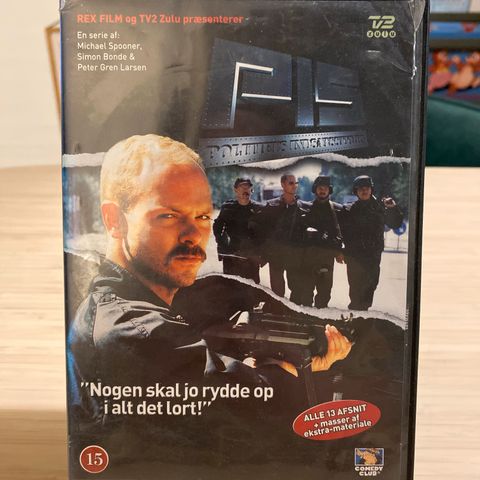 REX FILM og TV2 Zulu præsenterer
En serie af:
Michael Spooner,
Simon Bonde &
Peter Gren Larsen
ZULU
PIS
POLITIETS INDSATSSTYRKE
"Nogen skal jo rydde op
i alt det lort!"
ALLE 13 AFSNIT
+ masser af
ekstra-materiale
15
COMEDY
CLUB